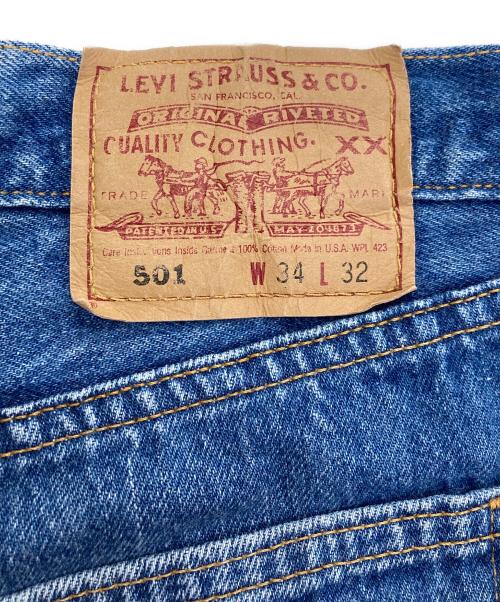 LEVI STRAUSS & CO.
SAN FRANCISCO, CAL.
ORIGINAL RIVETED
QUALITY CLOTHING. XX
TRADE MARK
PATENTED IN U.S. MAY 20 1873
Care Instructions Inside Garment 100% Cotton Made in U.S.A. WPL 423
501 W 34 L 32
®